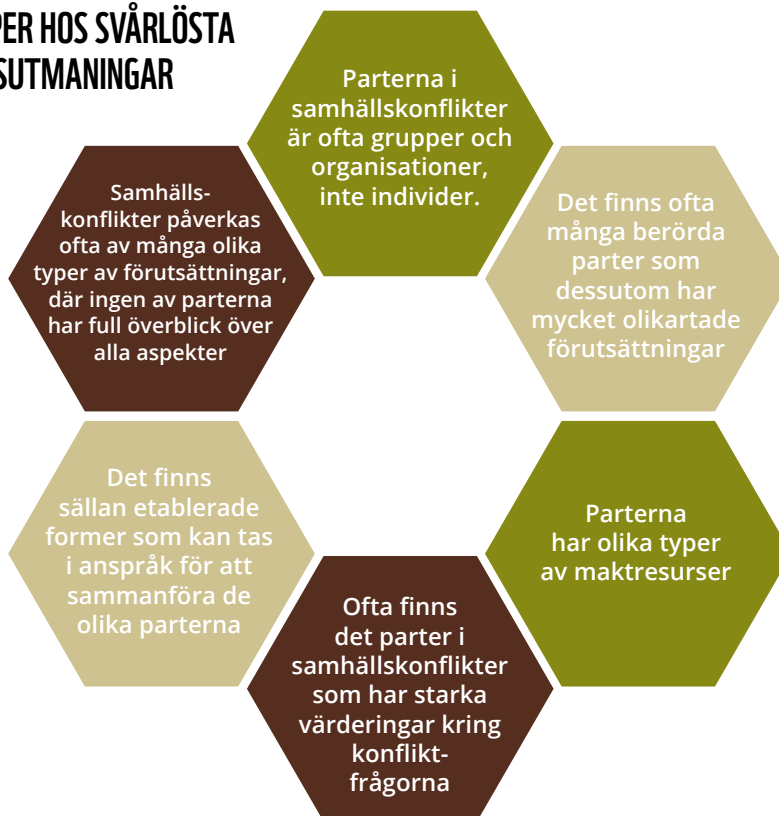 PER HOS SVÅRLÖSTA
SUTMANINGAR
Parterna i
samhällskonflikter
är ofta grupper och
organisationer,
inte individer.
Det finns ofta
många berörda
parter som
dessutom har
mycket olikartade
förutsättningar
Parterna
har olika typer
av maktresurser
Ofta finns
det parter i
samhällskonflikter
som har starka
värderingar kring
konflikt-
frågorna
Det finns
sällan etablerade
former som kan tas
i anspråk för att
sammanföra de
olika parterna
Samhälls-
konflikter påverkas
ofta av många olika
typer av förutsättningar,
där ingen av parterna
har full överblick över
alla aspekter